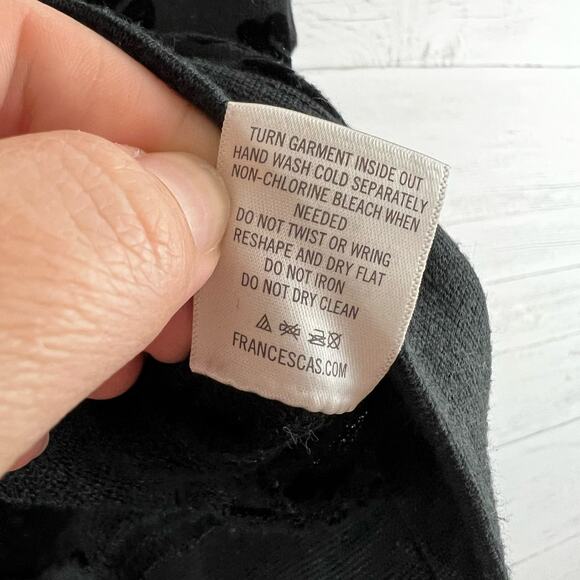 TURN GARMENT INSIDE OUT
HAND WASH COLD SEPARATELY
NON-CHLORINE BLEACH WHEN
NEEDED
DO NOT TWIST OR WRING
RESHAPE AND DRY FLAT
DO NOT IRON
DO NOT DRY CLEAN
FRANCESCAS.COM